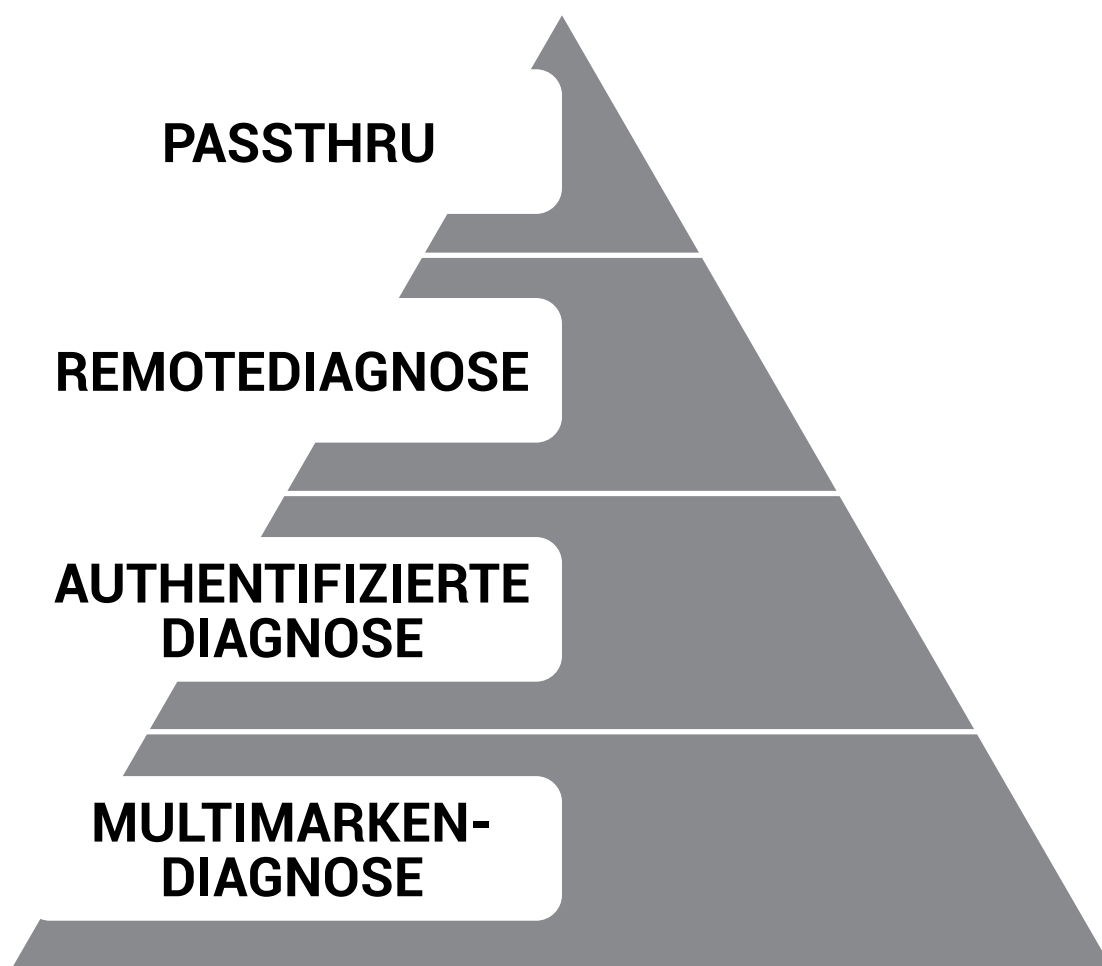 PASSTHRU
REMOTEDIAGNOSE
AUTHENTIFIZIERTE
DIAGNOSE
MULTIMARKEN-
DIAGNOSE